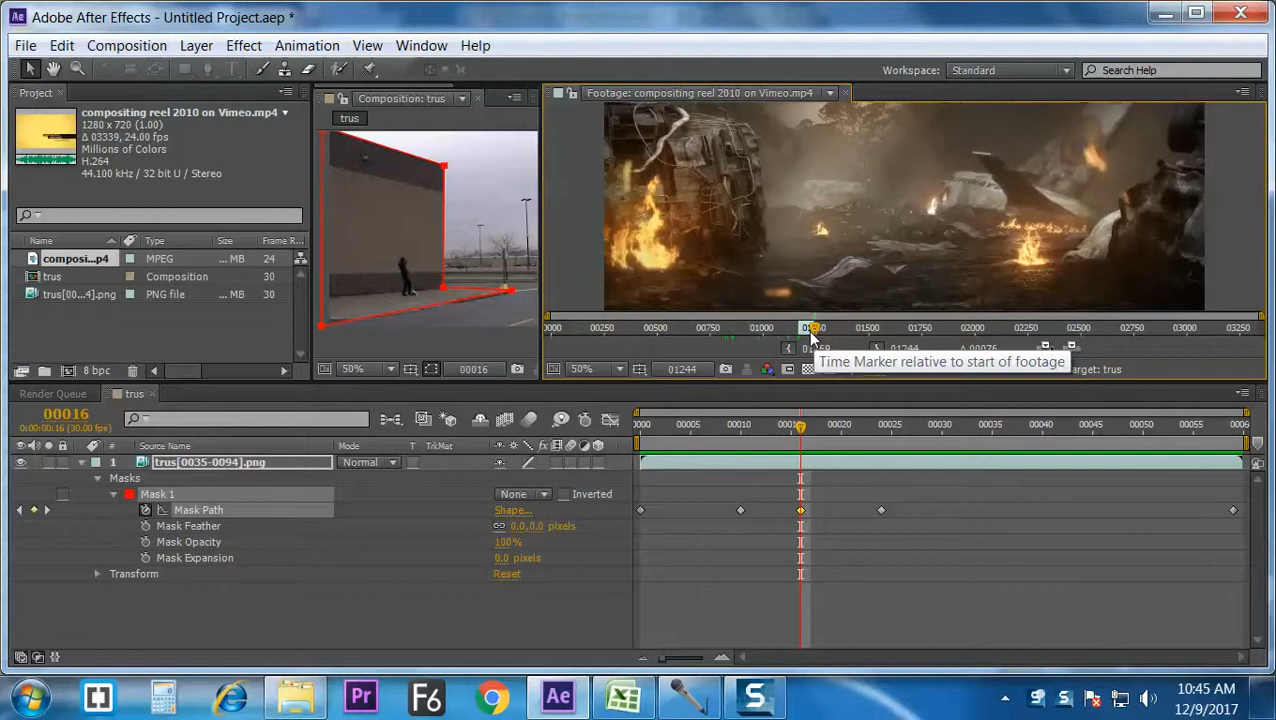 Adobe After Effects - Untitled Project.aep *
File Edit Composition Layer Effect Animation View Window Help
Workspace: Standard Search Help
Project
Composition: trus
Footage: compositing reel 2010 on Vimeo.mp4
compositing reel 2010 on Vimeo.mp4
1280 x 720 (1.00)
Δ 03339, 24.00 fps
Millions of Colors
H.264
44.100 kHz / 32 bit U / Stereo
trus
Name Type Size Frame R...
composi...p4 MPEG ... MB 24
trus Composition 30
trus[00...4].png PNG file ... MB 30
0000 00250 00500 00750 01000 01500 01750 02000 02250 02500 02750 03000 03250
01244 Δ 00076
Time Marker relative to start of footage
8 bpc
50% 00016
50% 01244
rget: trus
Render Queue trus
00016
0:00:00:16 (30.00 fps)
0000 00005 00010 00020 00025 00030 00035 00040 00045 00050 00055 0006
# Source Name Mode T TrkMat
1 trus[0035-0094].png Normal
Masks
Mask 1 None Inverted
Mask Path Shape...
Mask Feather 0.0,0.0 pixels
Mask Opacity 100%
Mask Expansion 0.0 pixels
Transform Reset
Pr F6 Ae S
10:45 AM
12/9/2017